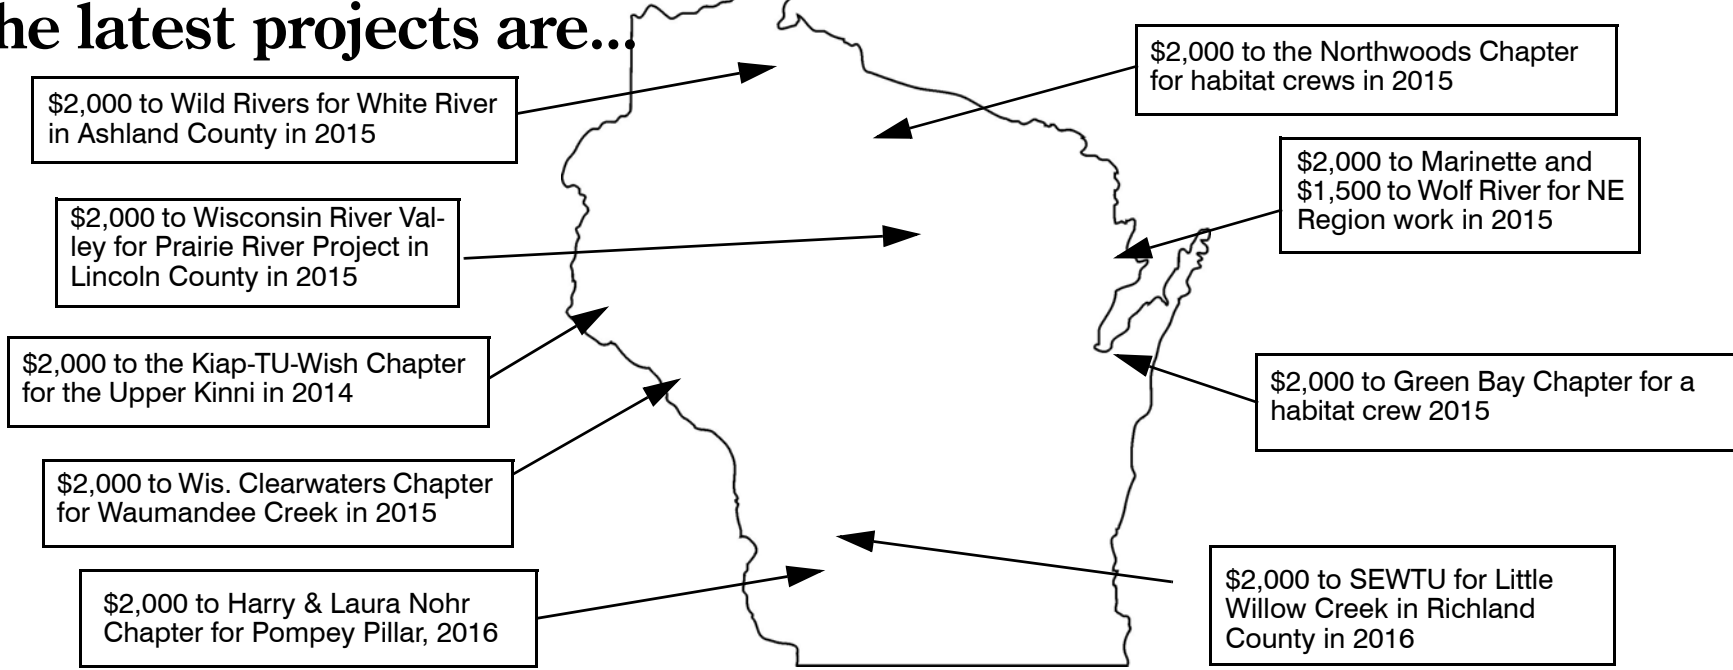 he latest projects are...
$2,000 to Wild Rivers for White River
in Ashland County in 2015
$2,000 to Wisconsin River Val-
ley for Prairie River Project in
Lincoln County in 2015
$2,000 to the Kiap-TU-Wish Chapter
for the Upper Kinni in 2014
$2,000 to Wis. Clearwaters Chapter
for Waumandee Creek in 2015
$2,000 to Harry & Laura Nohr
Chapter for Pompey Pillar, 2016
$2,000 to the Northwoods Chapter
for habitat crews in 2015
$2,000 to Marinette and
$1,500 to Wolf River for NE
Region work in 2015
$2,000 to Green Bay Chapter for a
habitat crew 2015
$2,000 to SEWTU for Little
Willow Creek in Richland
County in 2016